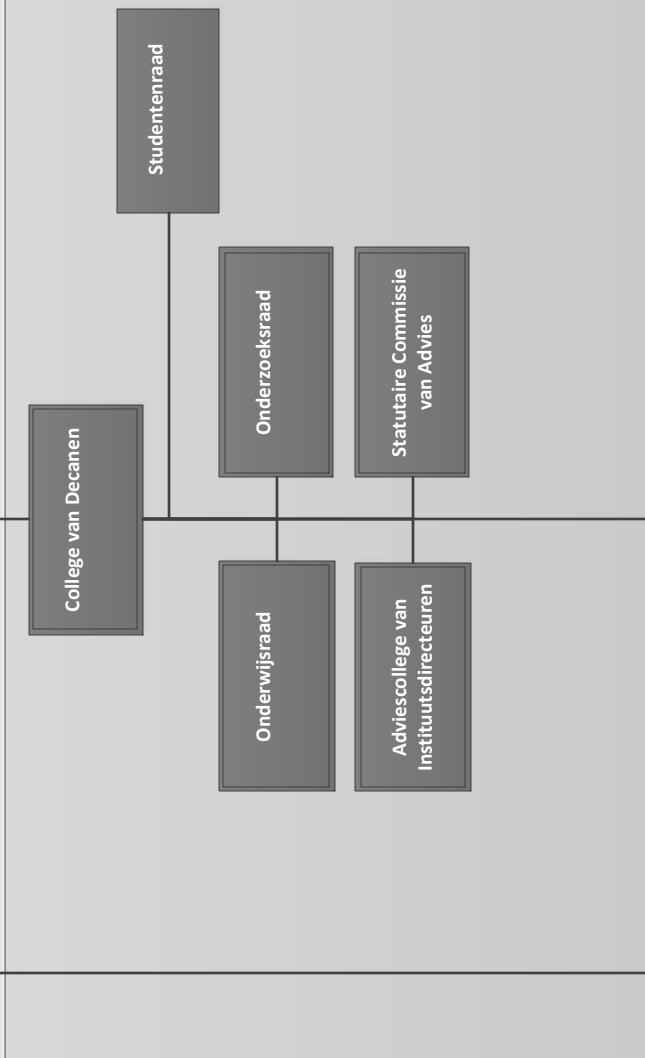 College van Decanen
Studentenraad
Onderwijsraad
Onderzoeksraad
Adviescollege van
Instituutsdirecteuren
Statutaire Commissie
van Advies